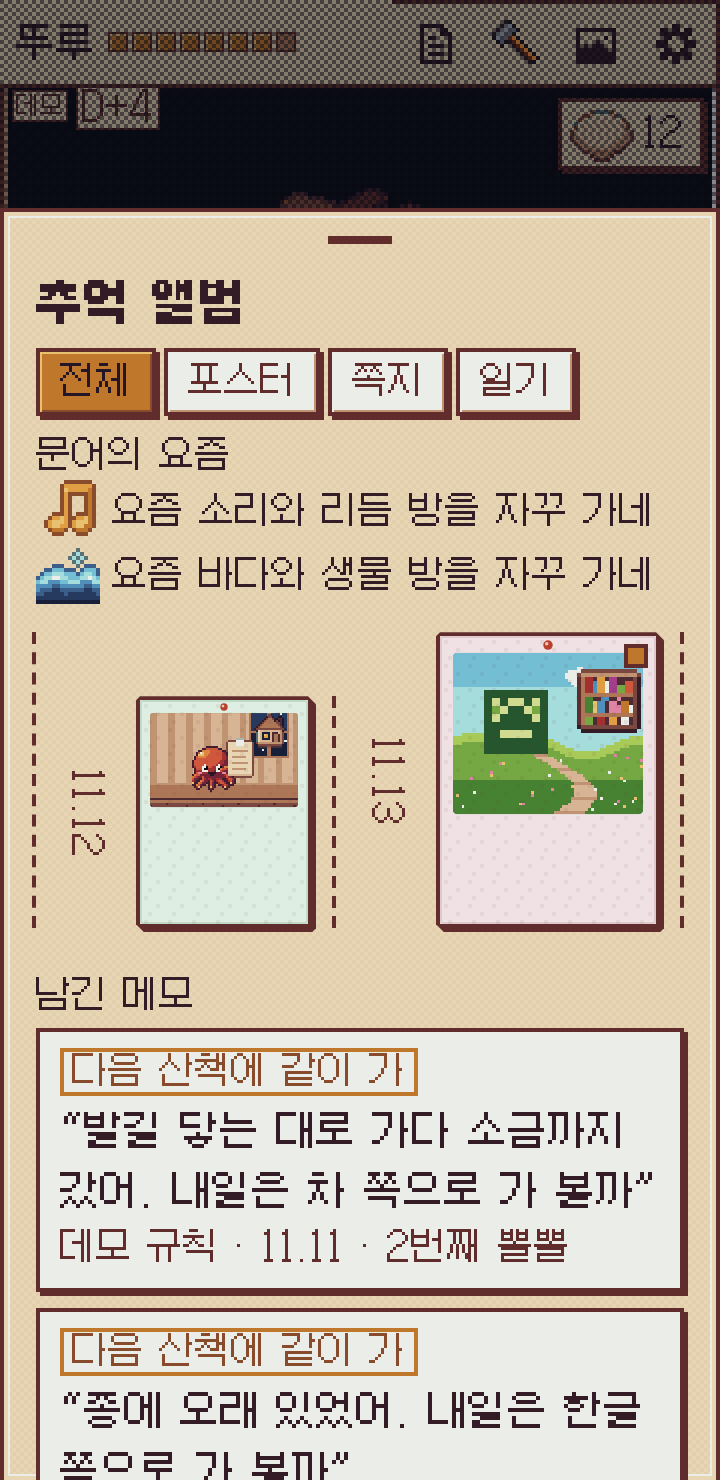 뚜루
데모 D+4
12
추억 앨범
전체 포스터 쪽지 일기
문어의 요즘
요즘 소리와 리듬 방을 자꾸 가네
요즘 바다와 생물 방을 자꾸 가네
11.12
11.13
남긴 메모
다음 산책에 같이 가
“발길 닿는 대로 가다 소금까지
갔어. 내일은 차 쪽으로 가 볼까”
데모 규칙 · 11.11 · 2번째 뽈뽈
다음 산책에 같이 가
“종에 오래 있었어. 내일은 한글
쪽으로 가 볼까”